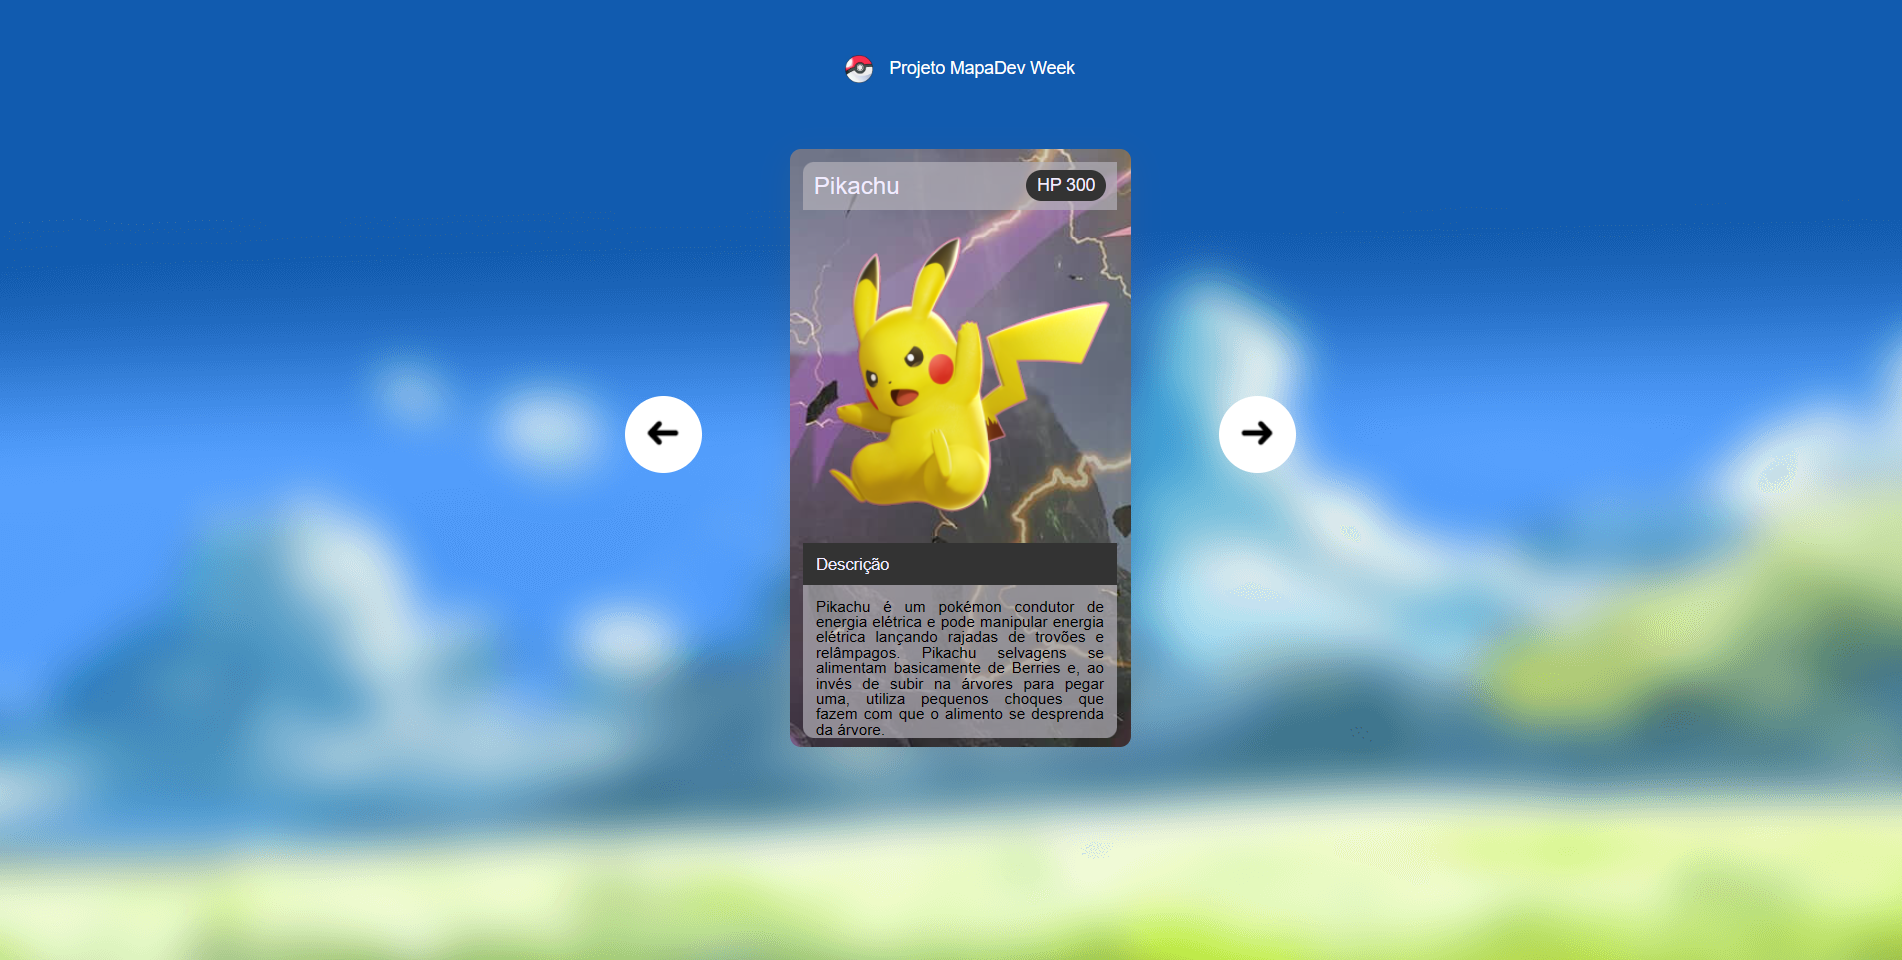 Projeto MapaDev Week
Pikachu
HP 300
Descrição
Pikachu é um pokémon condutor de
energia elétrica e pode manipular energia
elétrica lançando rajadas de trovões e
relâmpagos. Pikachu selvagens se
alimentam basicamente de Berries e, ao
invés de subir na árvores para pegar
uma, utiliza pequenos choques que
fazem com que o alimento se desprenda
da árvore.